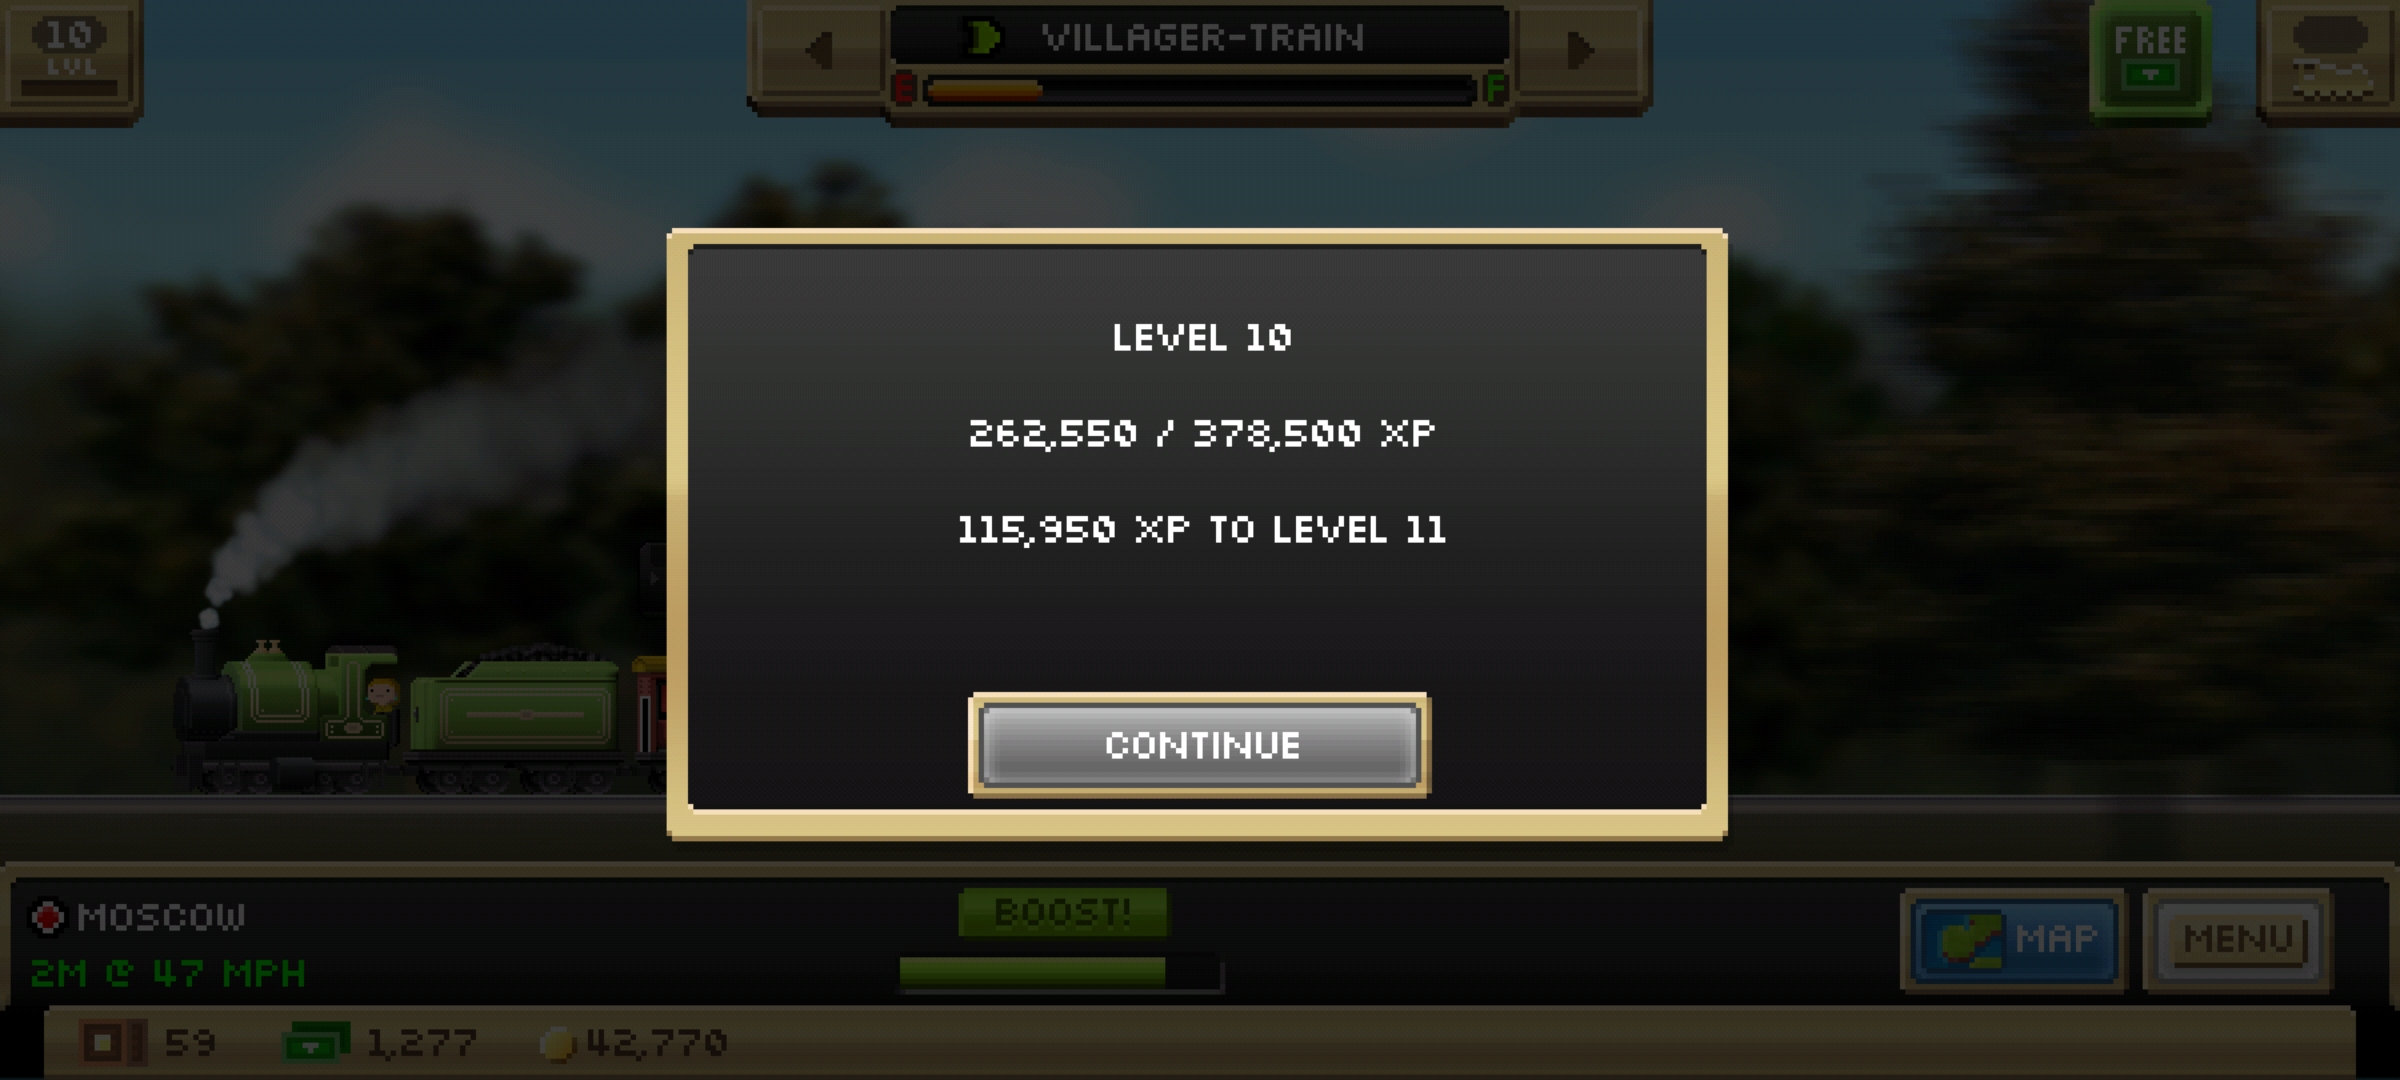 10
LVL
VILLAGER-TRAIN
E
F
FREE
LEVEL 10
262,550 / 378,500 XP
115,950 XP TO LEVEL 11
CONTINUE
MOSCOW
2M @ 47 MPH
BOOST!
MAP
MENU
59
1,277
42,770